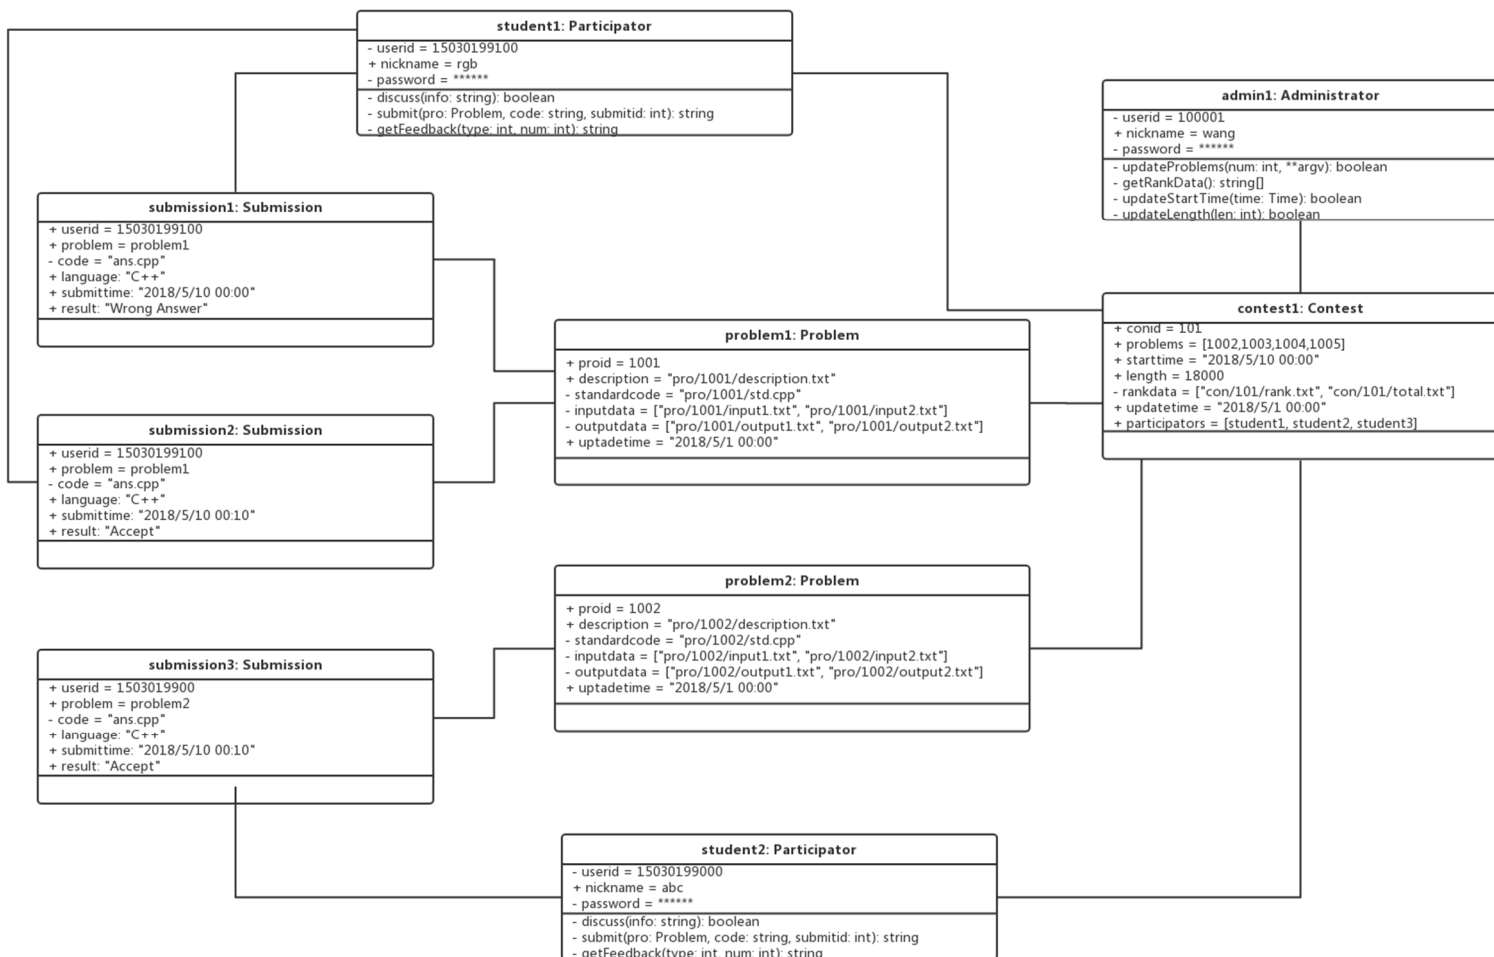 student1: Participator
- userid = 15030199100
+ nickname = rgb
- password = ******
- discuss(info: string): boolean
- submit(pro: Problem, code: string, submitid: int): string
- getFeedback(type: int, num: int): string
admin1: Administrator
- userid = 100001
+ nickname = wang
- password = ******
- updateProblems(num: int, **argv): boolean
- getRankData(): string[]
- updateStartTime(time: Time): boolean
- updateLength(len: int): boolean
submission1: Submission
+ userid = 15030199100
+ problem = problem1
- code = "ans.cpp"
+ language: "C++"
+ submittime: "2018/5/10 00:00"
+ result: "Wrong Answer"
contest1: Contest
+ conid = 101
+ problems = [1002,1003,1004,1005]
+ starttime = "2018/5/10 00:00"
+ length = 18000
- rankdata = ["con/101/rank.txt", "con/101/total.txt"]
+ updatetime = "2018/5/1 00:00"
+ participators = [student1, student2, student3]
problem1: Problem
+ proid = 1001
+ description = "pro/1001/description.txt"
- standardcode = "pro/1001/std.cpp"
- inputdata = ["pro/1001/input1.txt", "pro/1001/input2.txt"]
- outputdata = ["pro/1001/output1.txt", "pro/1001/output2.txt"]
+ uptadetime = "2018/5/1 00:00"
submission2: Submission
+ userid = 15030199100
+ problem = problem1
- code = "ans.cpp"
+ language: "C++"
+ submittime: "2018/5/10 00:10"
+ result: "Accept"
problem2: Problem
+ proid = 1002
+ description = "pro/1002/description.txt"
- standardcode = "pro/1002/std.cpp"
- inputdata = ["pro/1002/input1.txt", "pro/1002/input2.txt"]
- outputdata = ["pro/1002/output1.txt", "pro/1002/output2.txt"]
+ uptadetime = "2018/5/1 00:00"
submission3: Submission
+ userid = 1503019900
+ problem = problem2
- code = "ans.cpp"
+ language: "C++"
+ submittime: "2018/5/10 00:10"
+ result: "Accept"
student2: Participator
- userid = 15030199000
+ nickname = abc
- password = ******
- discuss(info: string): boolean
- submit(pro: Problem, code: string, submitid: int): string
- getFeedback(type: int, num: int): string